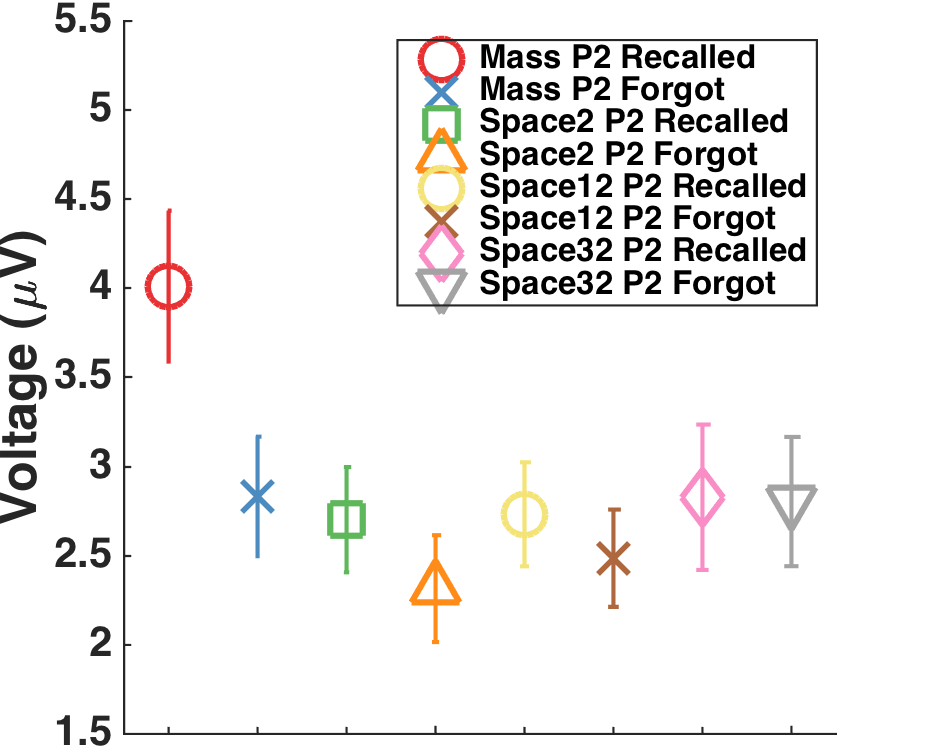 5.5
5
4.5
4
3.5
3
2.5
2
1.5
Voltage (μV)
Mass P2 Recalled
Mass P2 Forgot
Space2 P2 Recalled
Space2 P2 Forgot
Space12 P2 Recalled
Space12 P2 Forgot
Space32 P2 Recalled
Space32 P2 Forgot